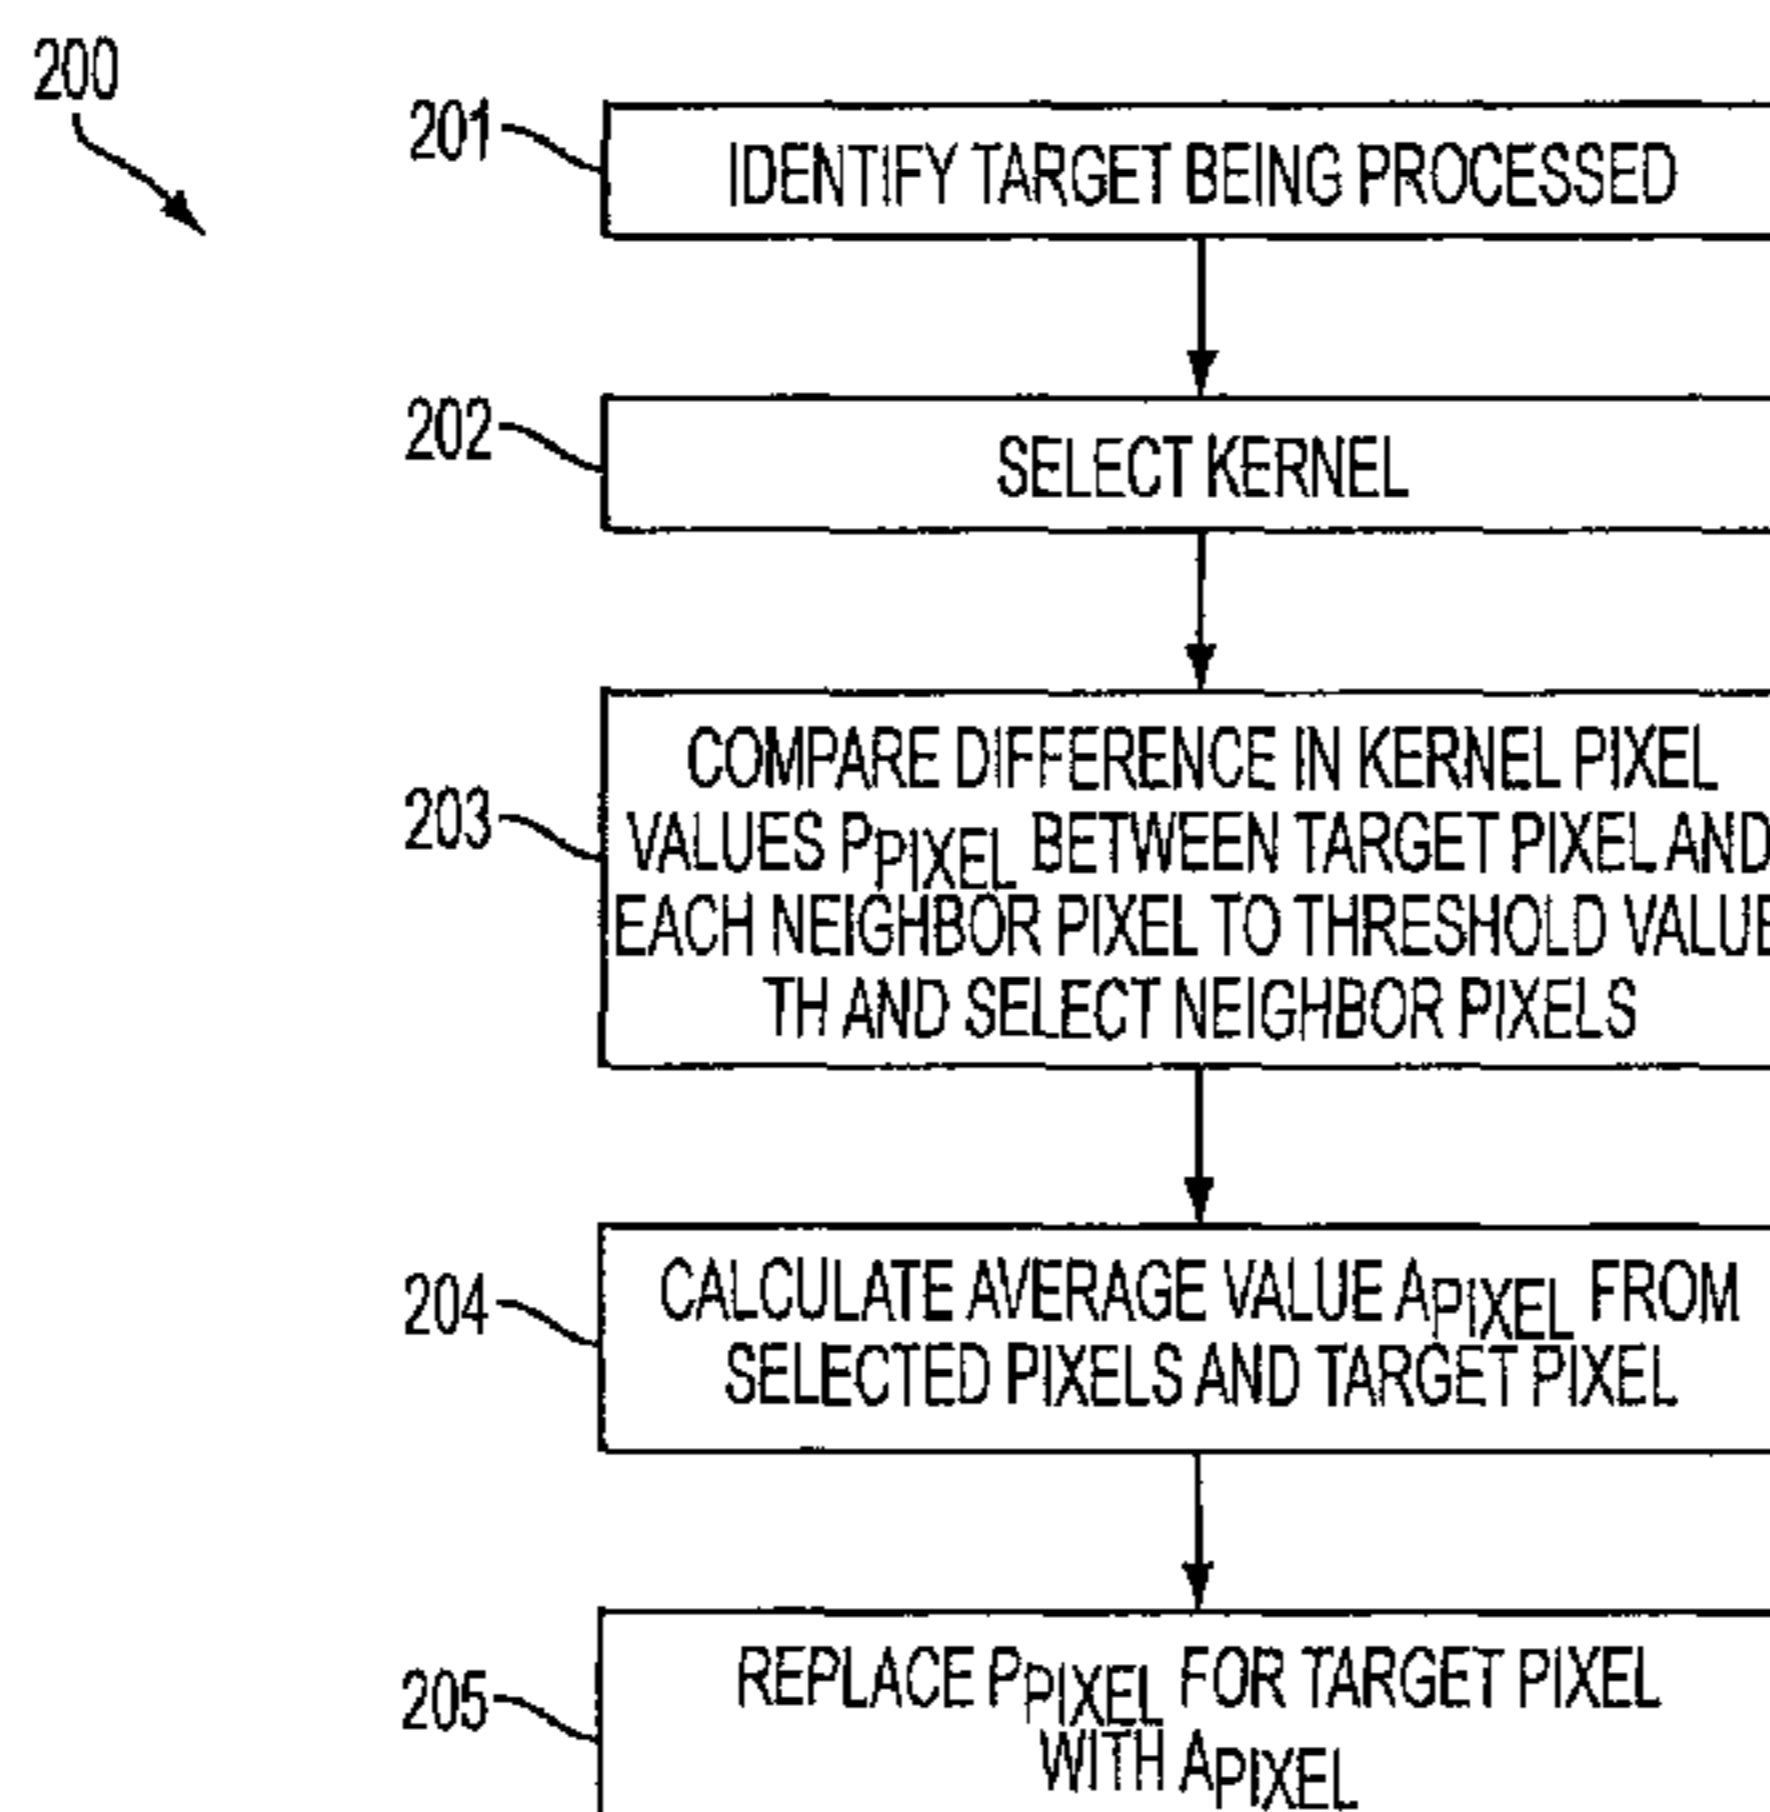 200
201
IDENTIFY TARGET BEING PROCESSED
202
SELECT KERNEL
203
COMPARE DIFFERENCE IN KERNEL PIXEL
VALUES PPIXEL BETWEEN TARGET PIXEL AND
EACH NEIGHBOR PIXEL TO THRESHOLD VALUE
TH AND SELECT NEIGHBOR PIXELS
204
CALCULATE AVERAGE VALUE APIXEL FROM
SELECTED PIXELS AND TARGET PIXEL
205
REPLACE PPIXEL FOR TARGET PIXEL
WITH APIXEL